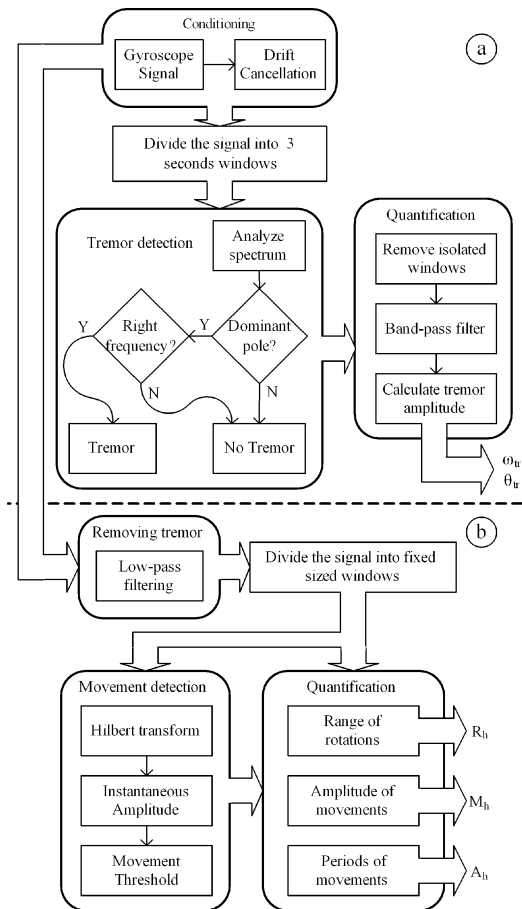 Conditioning
a
Gyroscope
Signal
Drift
Cancellation
Divide the signal into 3
seconds windows
Tremor detection
Analyze
spectrum
Y
Right
frequency?
Y
Dominant
pole?
N
N
Tremor
No Tremor
Quantification
Remove isolated
windows
Band-pass filter
Calculate tremor
amplitude
ωtr
θtr
b
Removing tremor
Low-pass
filtering
Divide the signal into fixed
sized windows
Movement detection
Hilbert transform
Instantaneous
Amplitude
Movement
Threshold
Quantification
Range of
rotations
Rh
Amplitude of
movements
Mh
Periods of
movements
Ah